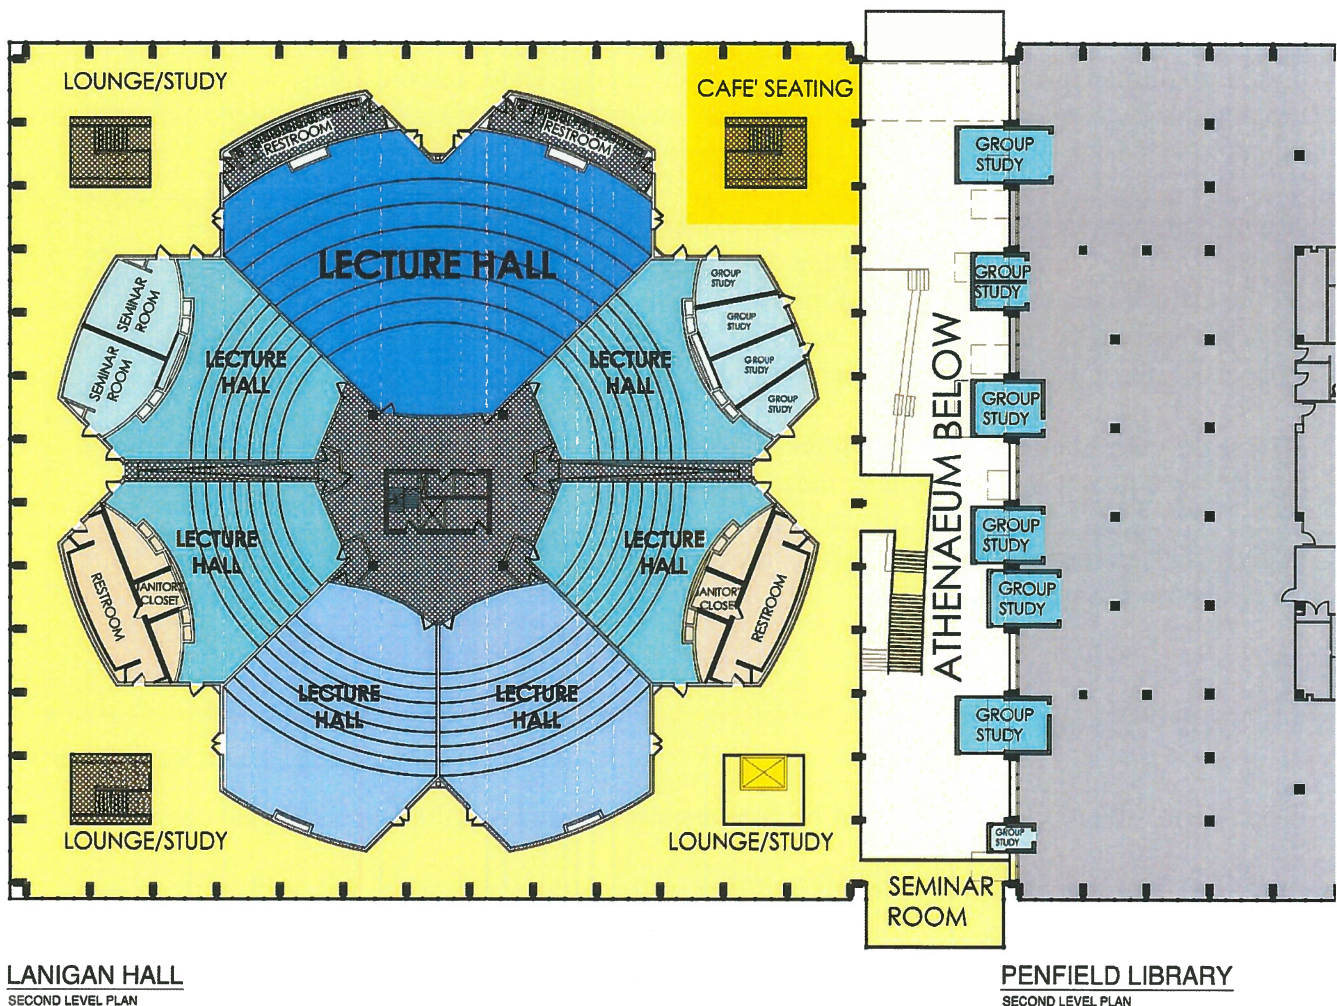 LOUNGE/STUDY
CAFE' SEATING
RESTROOM
RESTROOM
GROUP
STUDY
LECTURE HALL
SEMINAR
ROOM
SEMINAR
ROOM
GROUP
STUDY
GROUP
STUDY
GROUP
STUDY
GROUP
STUDY
GROUP
STUDY
LECTURE
HALL
LECTURE
HALL
GROUP
STUDY
ATHENAEUM BELOW
LECTURE
HALL
LECTURE
HALL
GROUP
STUDY
RESTROOM
JANITOR'S
CLOSET
JANITOR'S
CLOSET
RESTROOM
GROUP
STUDY
LECTURE
HALL
LECTURE
HALL
GROUP
STUDY
LOUNGE/STUDY
LOUNGE/STUDY
GROUP
STUDY
SEMINAR
ROOM
LANIGAN HALL
SECOND LEVEL PLAN
PENFIELD LIBRARY
SECOND LEVEL PLAN